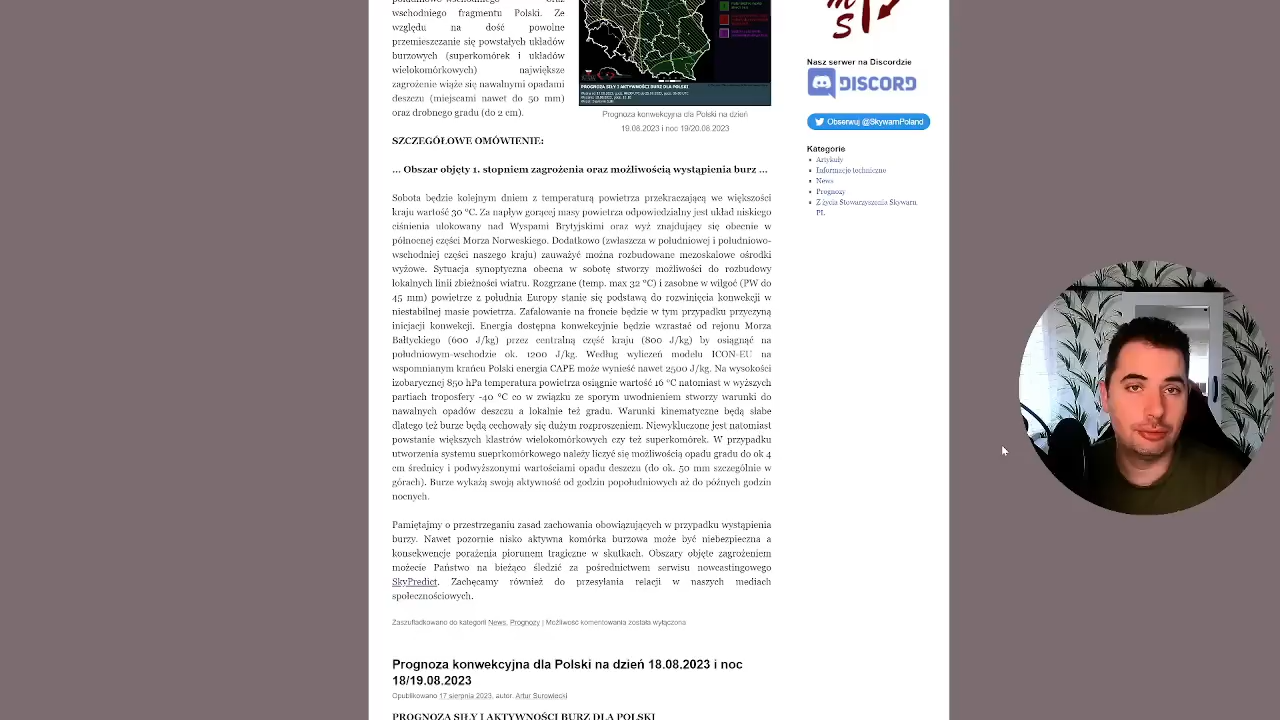 południowo-wschodniego oraz
wschodniego fragmentu Polski. Ze
względu na dość powolne
przemieszczanie się powstałych układów
burzowych (superkomórek i układów
wielokomórkowych) największe
zagrożenie wiąże się nawalnymi opadami
deszczu (miejscami nawet do 50 mm)
oraz drobnego gradu (do 2 cm).
PROGNOZA SIŁY I AKTYWNOŚCI BURZ DLA POLSKI
Prognoza konwekcyjna dla Polski na dzień
19.08.2023 i noc 19/20.08.2023
SZCZEGÓŁOWE OMÓWIENIE:
... Obszar objęty 1. stopniem zagrożenia oraz możliwością wystąpienia burz ...
Sobota będzie kolejnym dniem z temperaturą powietrza przekraczającą we większości
kraju wartość 30 °C. Za napływ gorącej masy powietrza odpowiedzialny jest układ niskiego
ciśnienia ulokowany nad Wyspami Brytyjskimi oraz wyż znajdujący się obecnie w
północnej części Morza Norweskiego. Dodatkowo (zwłaszcza w południowej i południowo-
wschodniej części naszego kraju) zauważyć można rozbudowane mezoskalowe ośrodki
wyżowe. Sytuacja synoptyczna obecna w sobotę stworzy możliwości do rozbudowy
lokalnych linii zbieżności wiatru. Rozgrzane (temp. max 32 °C) i zasobne w wilgoć (PW do
45 mm) powietrze z południa Europy stanie się podstawą do rozwinięcia konwekcji w
niestabilnej masie powietrza. Zafalowanie na froncie będzie w tym przypadku przyczyną
inicjacji konwekcji. Energia dostępna konwekcyjnie będzie wzrastać od rejonu Morza
Bałtyckiego (600 J/kg) przez centralną część kraju (800 J/kg) by osiągnąć na
południowym-wschodzie ok. 1200 J/kg. Według wyliczeń modelu ICON-EU na
wspomnianym krańcu Polski energia CAPE może wynieść nawet 2500 J/kg. Na wysokości
izobarycznej 850 hPa temperatura powietrza osiągnie wartość 16 °C natomiast w wyższych
partiach troposfery -40 °C co w związku ze sporym uwodnieniem stworzy warunki do
nawalnych opadów deszczu a lokalnie też gradu. Warunki kinematyczne będą słabe
dlatego też burze będą cechowały się dużym rozproszeniem. Niewykluczone jest natomiast
powstanie większych klastrów wielokomórkowych czy też superkomórek. W przypadku
utworzenia systemu sueprkomórkowego należy liczyć się możliwością opadu gradu do ok 4
cm średnicy i podwyższonymi wartościami opadu deszczu (do ok. 50 mm szczególnie w
górach). Burze wykażą swoją aktywność od godzin popołudniowych aż do późnych godzin
nocnych.
Pamiętajmy o przestrzeganiu zasad zachowania obowiązujących w przypadku wystąpienia
burzy. Nawet pozornie nisko aktywna komórka burzowa może być niebezpieczna a
konsekwencje porażenia piorunem tragiczne w skutkach. Obszary objęte zagrożeniem
możecie Państwo na bieżąco śledzić za pośrednictwem serwisu nowcastingowego
SkyPredict. Zachęcamy również do przesyłania relacji w naszych mediach
społecznościowych.
Zaszufladkowano do kategorii News, Prognozy | Możliwość komentowania została wyłączona
Prognoza konwekcyjna dla Polski na dzień 18.08.2023 i noc
18/19.08.2023
Opublikowano 17 sierpnia 2023, autor: Artur Surowiecki
PROGNOZA SIŁY I AKTYWNOŚCI BURZ DLA POLSKI
m
S
Nasz serwer na Discordzie
DISCORD
Obserwuj @SkywarnPoland
Kategorie
Artykuły
Informacje techniczne
News
Prognozy
Z życia Stowarzyszenia Skywarn
PL